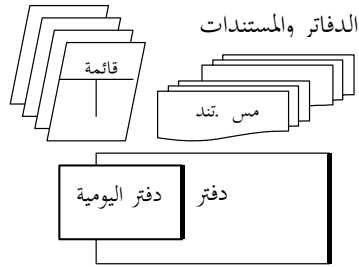 الدفاتر والمستندات
قائمة
مس .تند
دفتر
دفتر اليومية